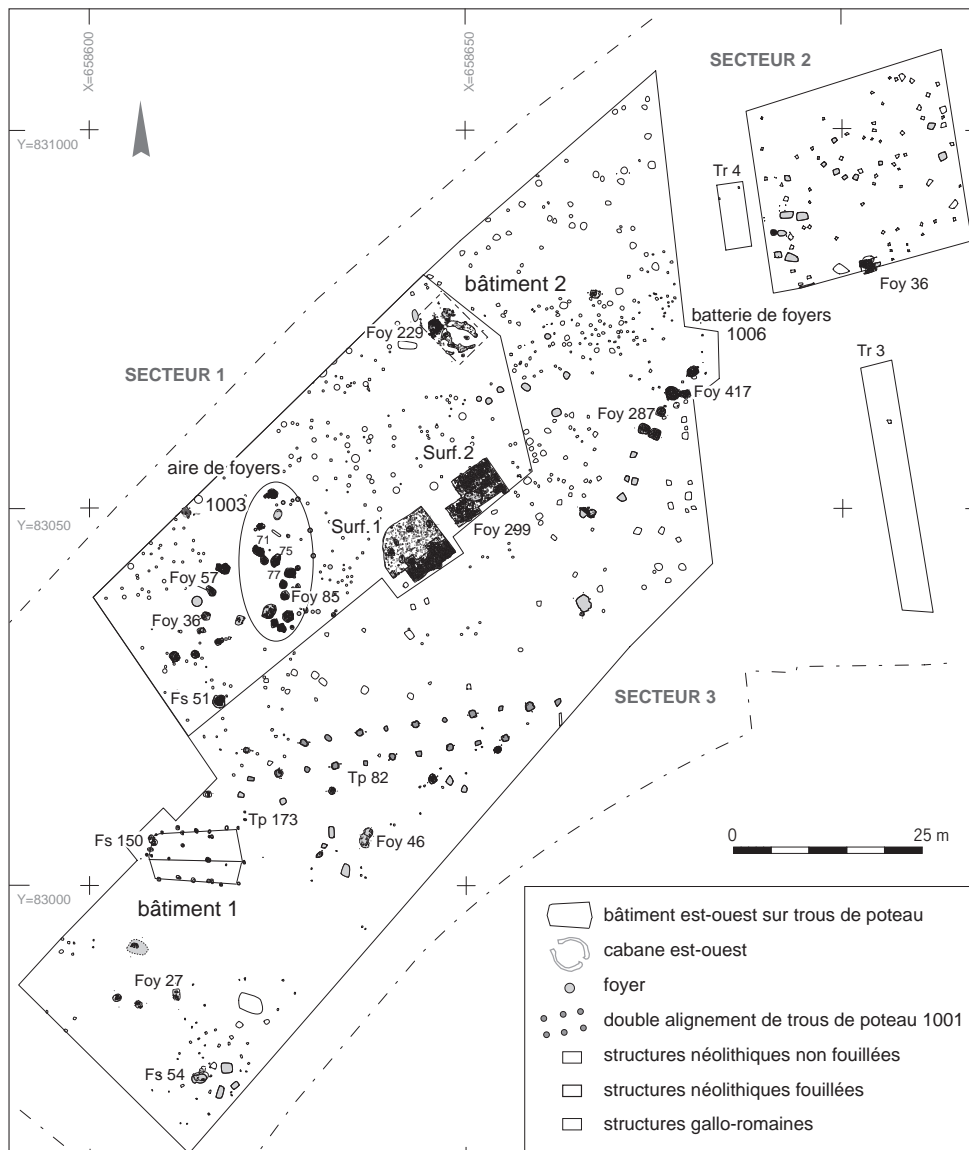 X=658600
X=658650
SECTEUR 2
Y=831000
Tr 4
Foy 36
bâtiment 2
batterie de foyers
1006
Foy 229
Tr 3
SECTEUR 1
Foy 417
Foy 287
Surf.2
aire de foyers
1003
Y=83050
Surf.1
Foy 299
71
75
77
Foy 57
Foy 85
Foy 36
Fs 51
SECTEUR 3
Tp 82
Tp 173
Fs 150
Foy 46
0
25 m
Y=83000
bâtiment 1
bâtiment est-ouest sur trous de poteau
cabane est-ouest
Foy 27
foyer
double alignement de trous de poteau 1001
structures néolithiques non fouillées
Fs 54
structures néolithiques fouillées
structures gallo-romaines